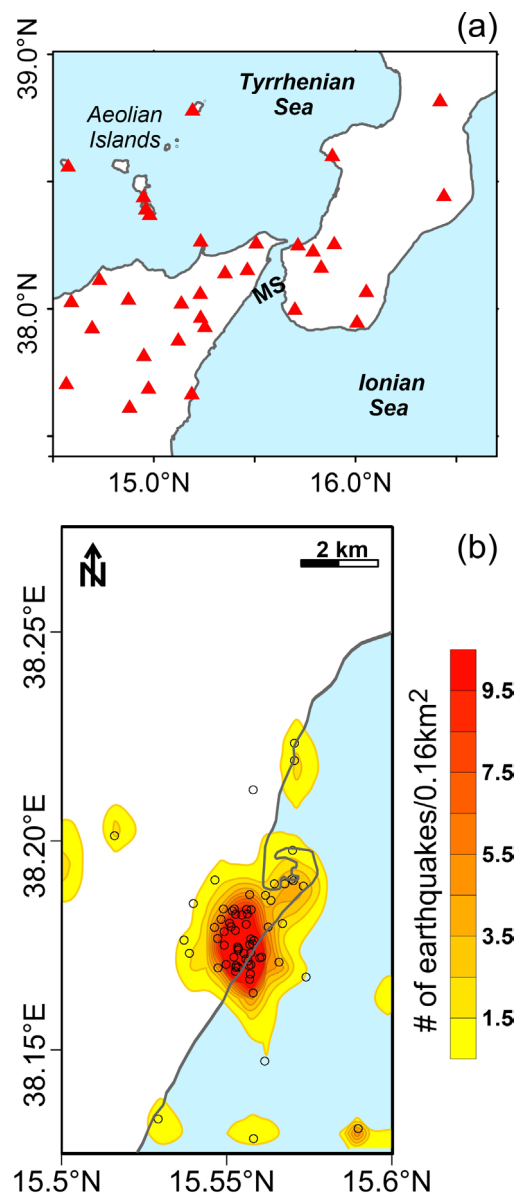 (a)
39.0°N
Tyrrhenian
Sea
Aeolian
Islands
38.0°N
MS
Ionian
Sea
15.0°N
16.0°N
(b)
N
2 km
38.25°E
38.20°E
38.15°E
# of earthquakes/0.16km²
9.5
7.5
5.5
3.5
1.5
15.5°N
15.55°N
15.6°N